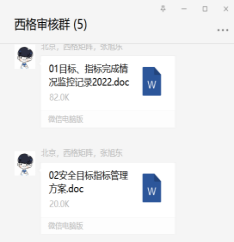 西格审核群 (5)
北京，西格矩阵，张旭乐
01目标、指标完成情
况监控记录2022.doc
82.0K
W
微信电脑版
北京，西格矩阵，张旭乐
02安全目标指标管理
方案.doc
20.0K
W
微信电脑版